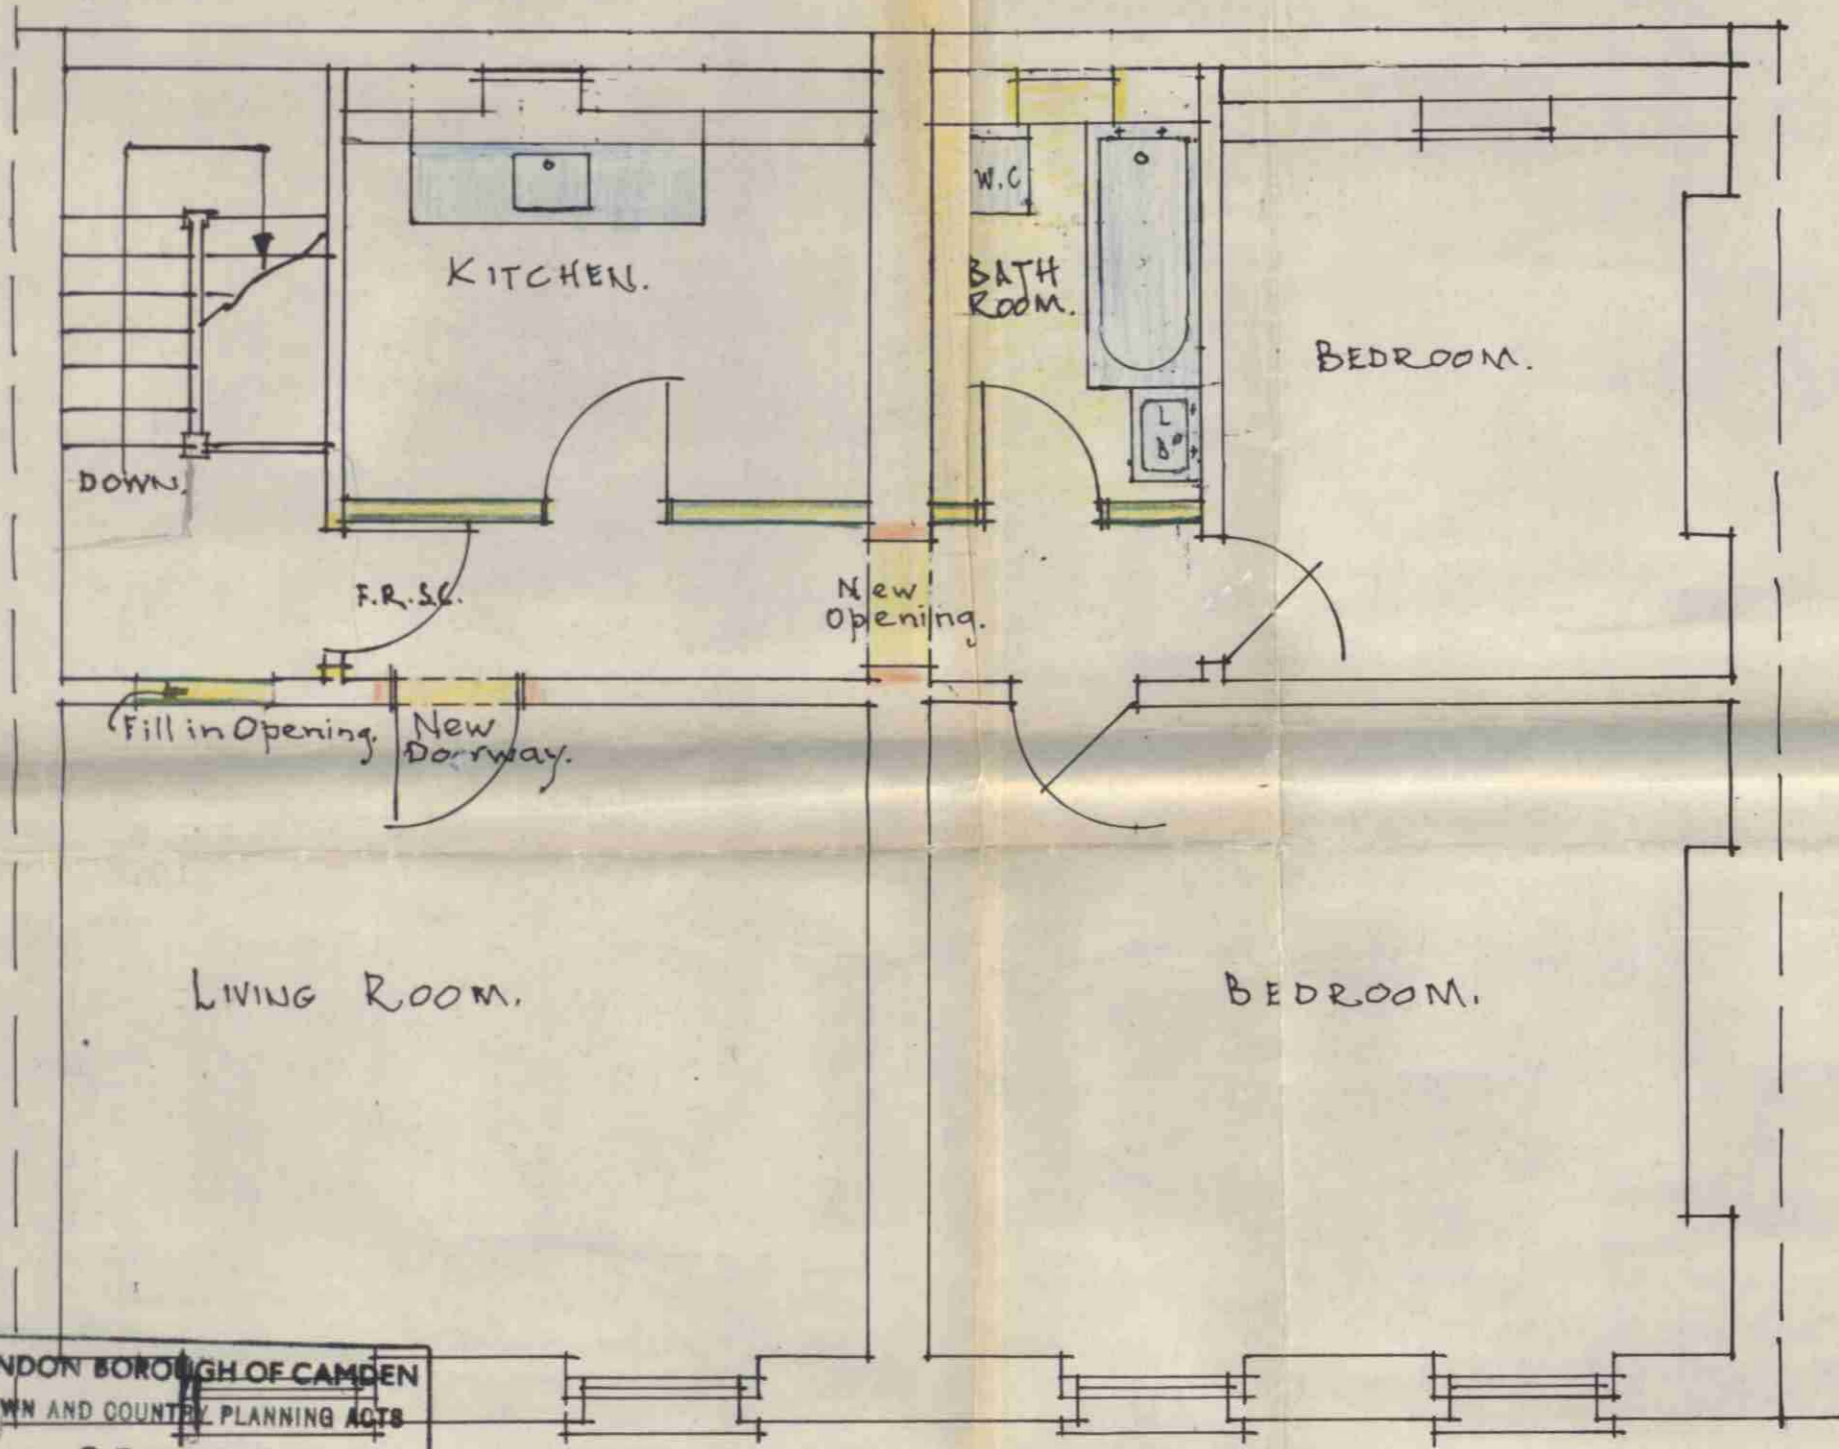 W.C
KITCHEN.
BATH
ROOM.
BEDROOM.
L
B
DOWN.
F.R.S.C.
New
Opening.
Fill in Opening.
New
Doorway.
LIVING ROOM.
BEDROOM.
NDON BOROUGH OF CAMDEN
WN AND COUNTRY PLANNING ACTS